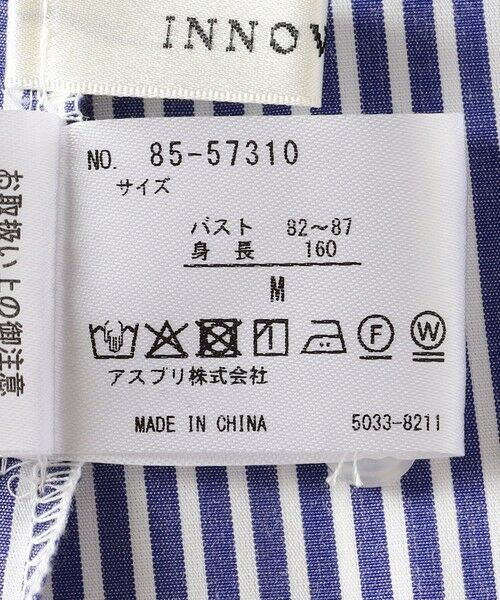 INNOV
NO. 85-57310
サイズ
バスト 82～87
身長 160
M
F W
アスプリ株式会社
MADE IN CHINA 5033-8211
お取扱い上の御注意